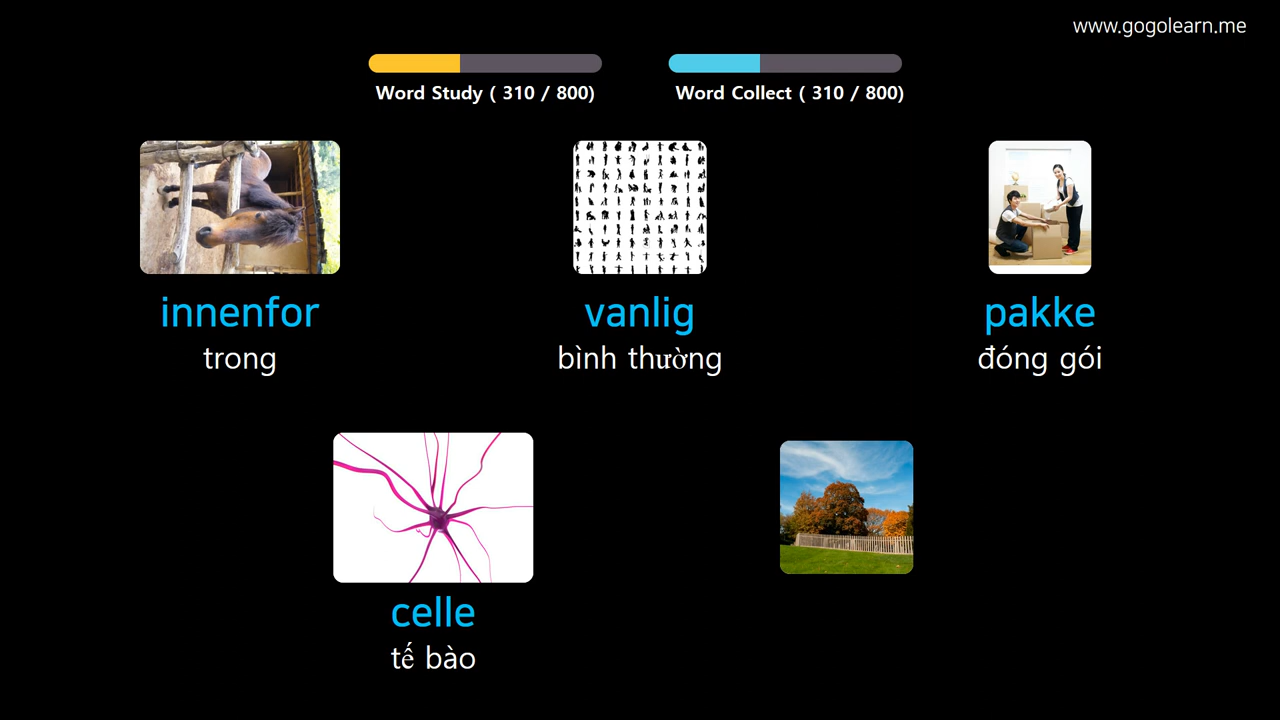 www.gogolearn.me
Word Study ( 310 / 800)
Word Collect ( 310 / 800)
innenfor
vanlig
pakke
trong
bình thường
đóng gói
celle
tế bào